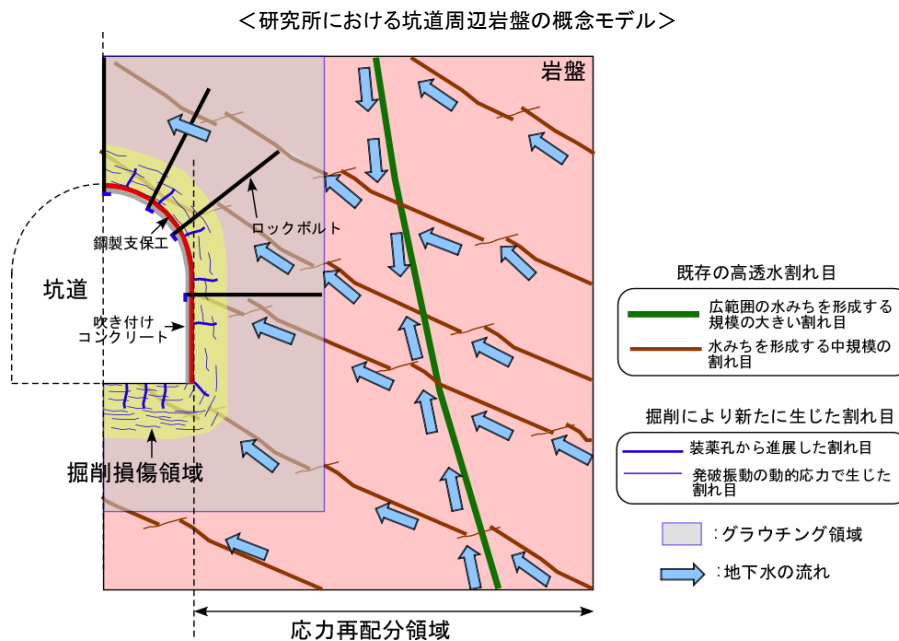 <研究所における坑道周辺岩盤の概念モデル>
岩盤
ロックボルト
鋼製支保工
坑道
吹き付け
コンクリート
掘削損傷領域
応力再配分領域
既存の高透水割れ目
広範囲の水みちを形成する
規模の大きい割れ目
水みちを形成する中規模の
割れ目
掘削により新たに生じた割れ目
装薬孔から進展した割れ目
発破振動の動的応力で生じた
割れ目
:グラウチング領域
:地下水の流れ